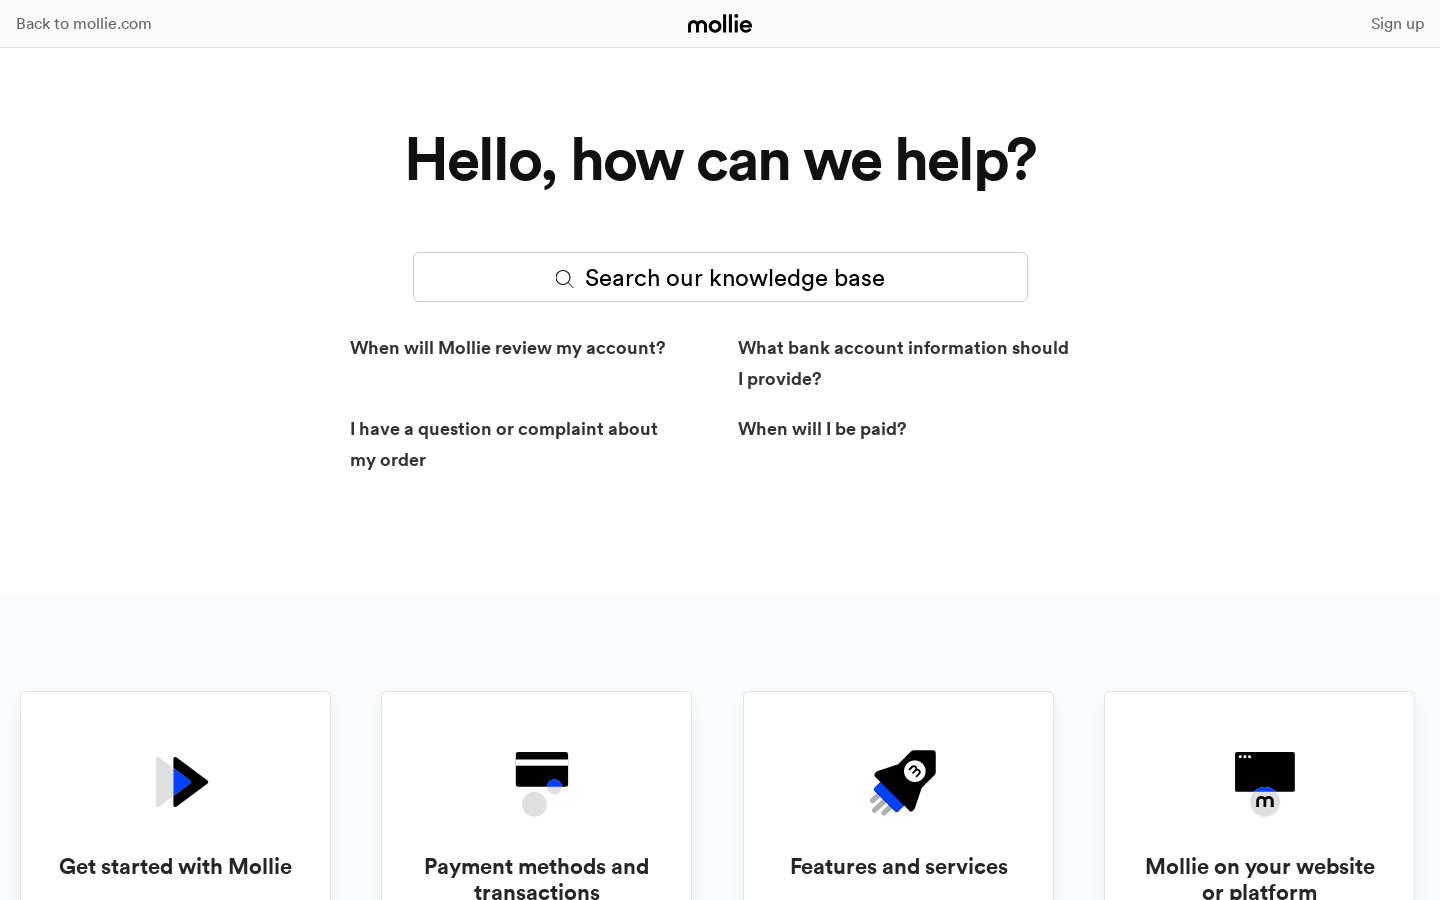 Back to mollie.com
mollie
Sign up
Hello, how can we help?
Search our knowledge base
When will Mollie review my account?
What bank account information should
I provide?
I have a question or complaint about
my order
When will I be paid?
Get started with Mollie
Payment methods and
transactions
Features and services
Mollie on your website
or platform